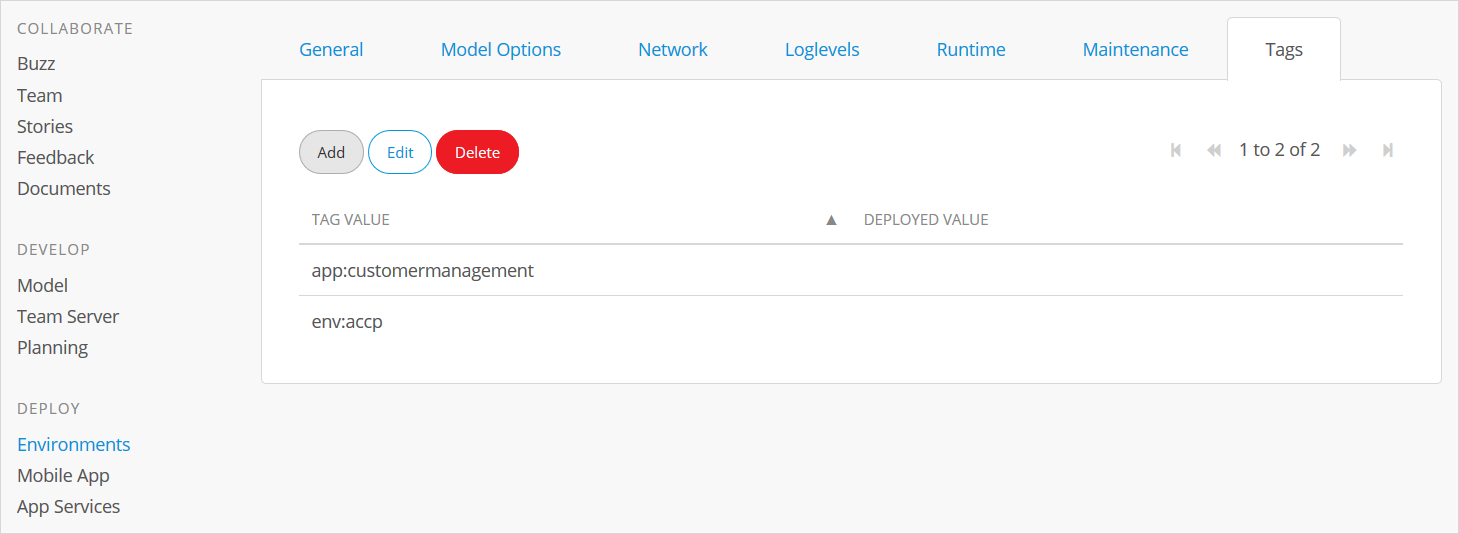 COLLABORATE
Buzz
Team
Stories
Feedback
Documents
DEVELOP
Model
Team Server
Planning
DEPLOY
Environments
Mobile App
App Services
General Model Options Network Loglevels Runtime Maintenance Tags
Add Edit Delete 1 to 2 of 2
TAG VALUE ▲ DEPLOYED VALUE
app:customermanagement
env:accp